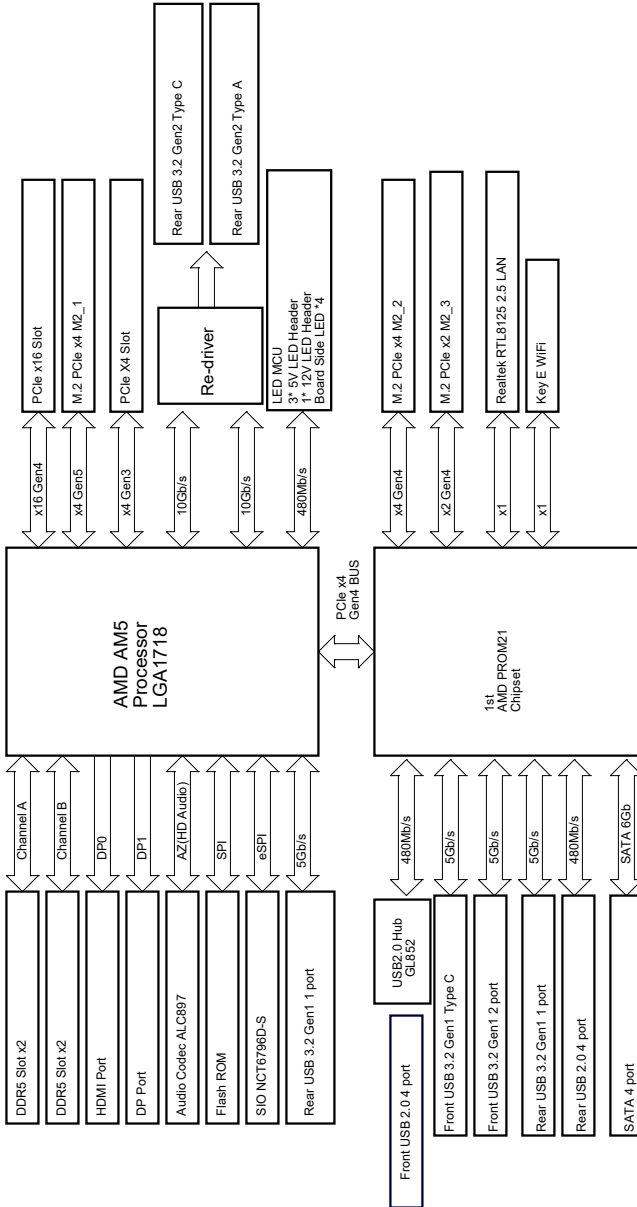 DDR5 Slot x2
Channel A
DDR5 Slot x2
Channel B
HDMI Port
DP0
DP Port
DP1
Audio Codec ALC897
AZ(HD Audio)
Flash ROM
SPI
SIO NCT6796D-S
eSPI
Rear USB 3.2 Gen1 1 port
5Gb/s
AMD AM5
Processor
LGA1718
x16 Gen4
PCIe x16 Slot
x4 Gen5
M.2 PCIe x4 M2_1
x4 Gen3
PCIe X4 Slot
10Gb/s
10Gb/s
Re-driver
Rear USB 3.2 Gen2 Type C
Rear USB 3.2 Gen2 Type A
480Mb/s
LED MCU
3* 5V LED Header
1* 12V LED Header
Board Side LED *4
PCIe x4
Gen4 BUS
Front USB 2.0 4 port
USB2.0 Hub
GL852
480Mb/s
Front USB 3.2 Gen1 Type C
5Gb/s
Front USB 3.2 Gen1 2 port
5Gb/s
Rear USB 3.2 Gen1 1 port
5Gb/s
Rear USB 2.0 4 port
480Mb/s
SATA 4 port
SATA 6Gb
1st
AMD PROM21
Chipset
x4 Gen4
M.2 PCIe x4 M2_2
x2 Gen4
M.2 PCIe x2 M2_3
x1
Realtek RTL8125 2.5 LAN
x1
Key E WiFi